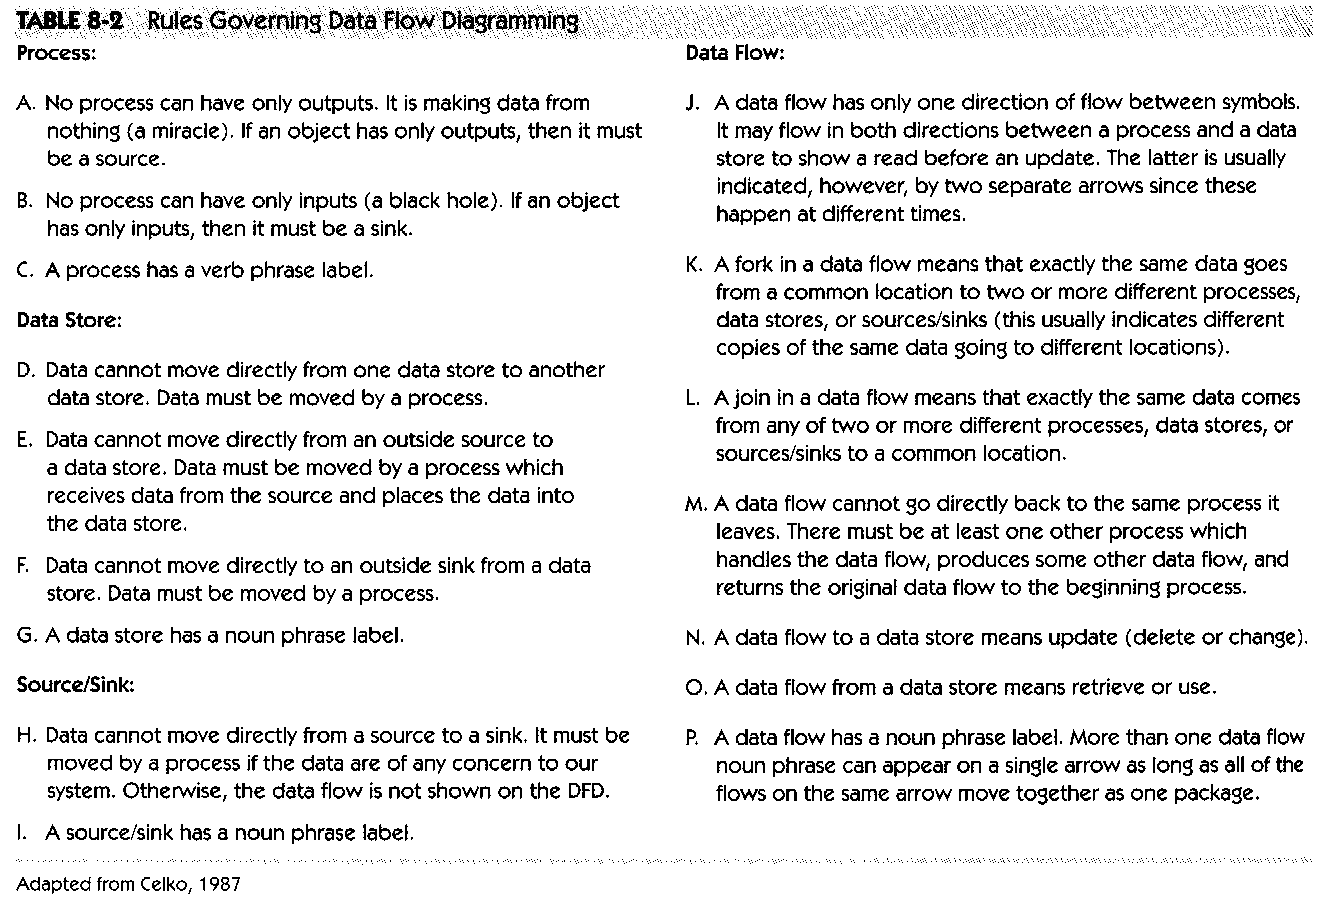 TABLE 8-2 Rules Governing Data Flow Diagramming
Process:
A. No process can have only outputs. It is making data from
nothing (a miracle). If an object has only outputs, then it must
be a source.
B. No process can have only inputs (a black hole). If an object
has only inputs, then it must be a sink.
C. A process has a verb phrase label.
Data Store:
D. Data cannot move directly from one data store to another
data store. Data must be moved by a process.
E. Data cannot move directly from an outside source to
a data store. Data must be moved by a process which
receives data from the source and places the data into
the data store.
F. Data cannot move directly to an outside sink from a data
store. Data must be moved by a process.
G. A data store has a noun phrase label.
Source/Sink:
H. Data cannot move directly from a source to a sink. It must be
moved by a process if the data are of any concern to our
system. Otherwise, the data flow is not shown on the DFD.
I. A source/sink has a noun phrase label.
Data Flow:
J. A data flow has only one direction of flow between symbols.
It may flow in both directions between a process and a data
store to show a read before an update. The latter is usually
indicated, however, by two separate arrows since these
happen at different times.
K. A fork in a data flow means that exactly the same data goes
from a common location to two or more different processes,
data stores, or sources/sinks (this usually indicates different
copies of the same data going to different locations).
L. A join in a data flow means that exactly the same data comes
from any of two or more different processes, data stores, or
sources/sinks to a common location.
M. A data flow cannot go directly back to the same process it
leaves. There must be at least one other process which
handles the data flow, produces some other data flow, and
returns the original data flow to the beginning process.
N. A data flow to a data store means update (delete or change).
O. A data flow from a data store means retrieve or use.
P. A data flow has a noun phrase label. More than one data flow
noun phrase can appear on a single arrow as long as all of the
flows on the same arrow move together as one package.
Adapted from Celko, 1987